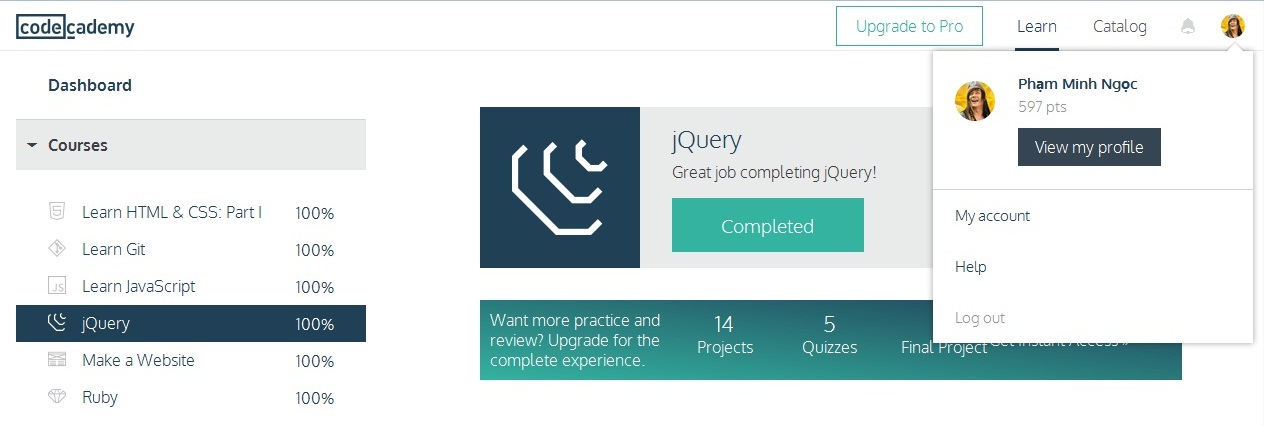 codecademy
Upgrade to Pro
Learn
Catalog
Dashboard
Courses
Learn HTML & CSS: Part I 100%
Learn Git 100%
JS Learn JavaScript 100%
jQuery 100%
Make a Website 100%
Ruby 100%
jQuery
Great job completing jQuery!
Completed
Want more practice and
review? Upgrade for the
complete experience.
14
Projects
5
Quizzes
Final Project
Get Instant Access »
Phạm Minh Ngọc
597 pts
View my profile
My account
Help
Log out